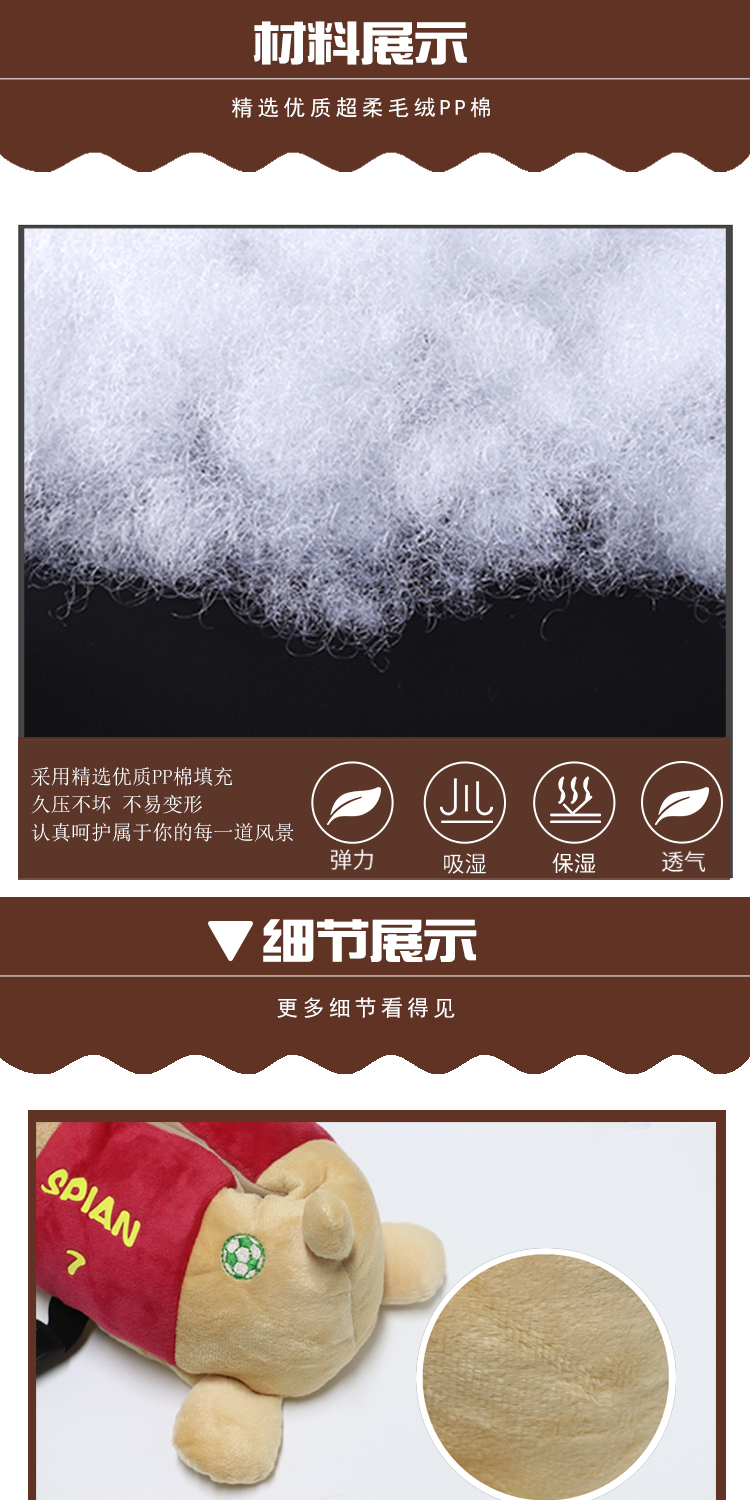 材料展示
精选优质超柔毛绒PP棉
采用精选优质PP棉填充
久压不坏 不易变形
认真呵护属于你的每一道风景
弹力
吸湿
保湿
透气
细节展示
更多细节看得见
SPIAN
7